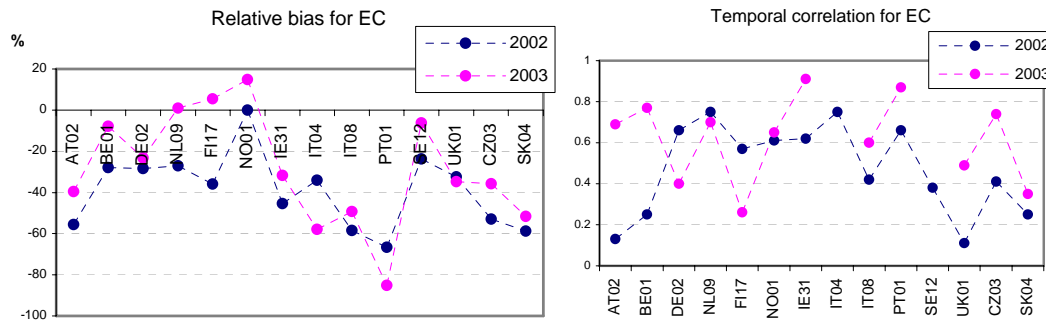 Relative bias for EC
%
2002
2003
20
0
-20
-40
-60
-80
-100
AT02
BE01
DE02
NL09
FI17
NO01
IE31
IT04
IT08
PT01
SE12
UK01
CZ03
SK04
Temporal correlation for EC
2002
2003
1
0.8
0.6
0.4
0.2
0
AT02
BE01
DE02
NL09
FI17
NO01
IE31
IT04
IT08
PT01
SE12
UK01
CZ03
SK04